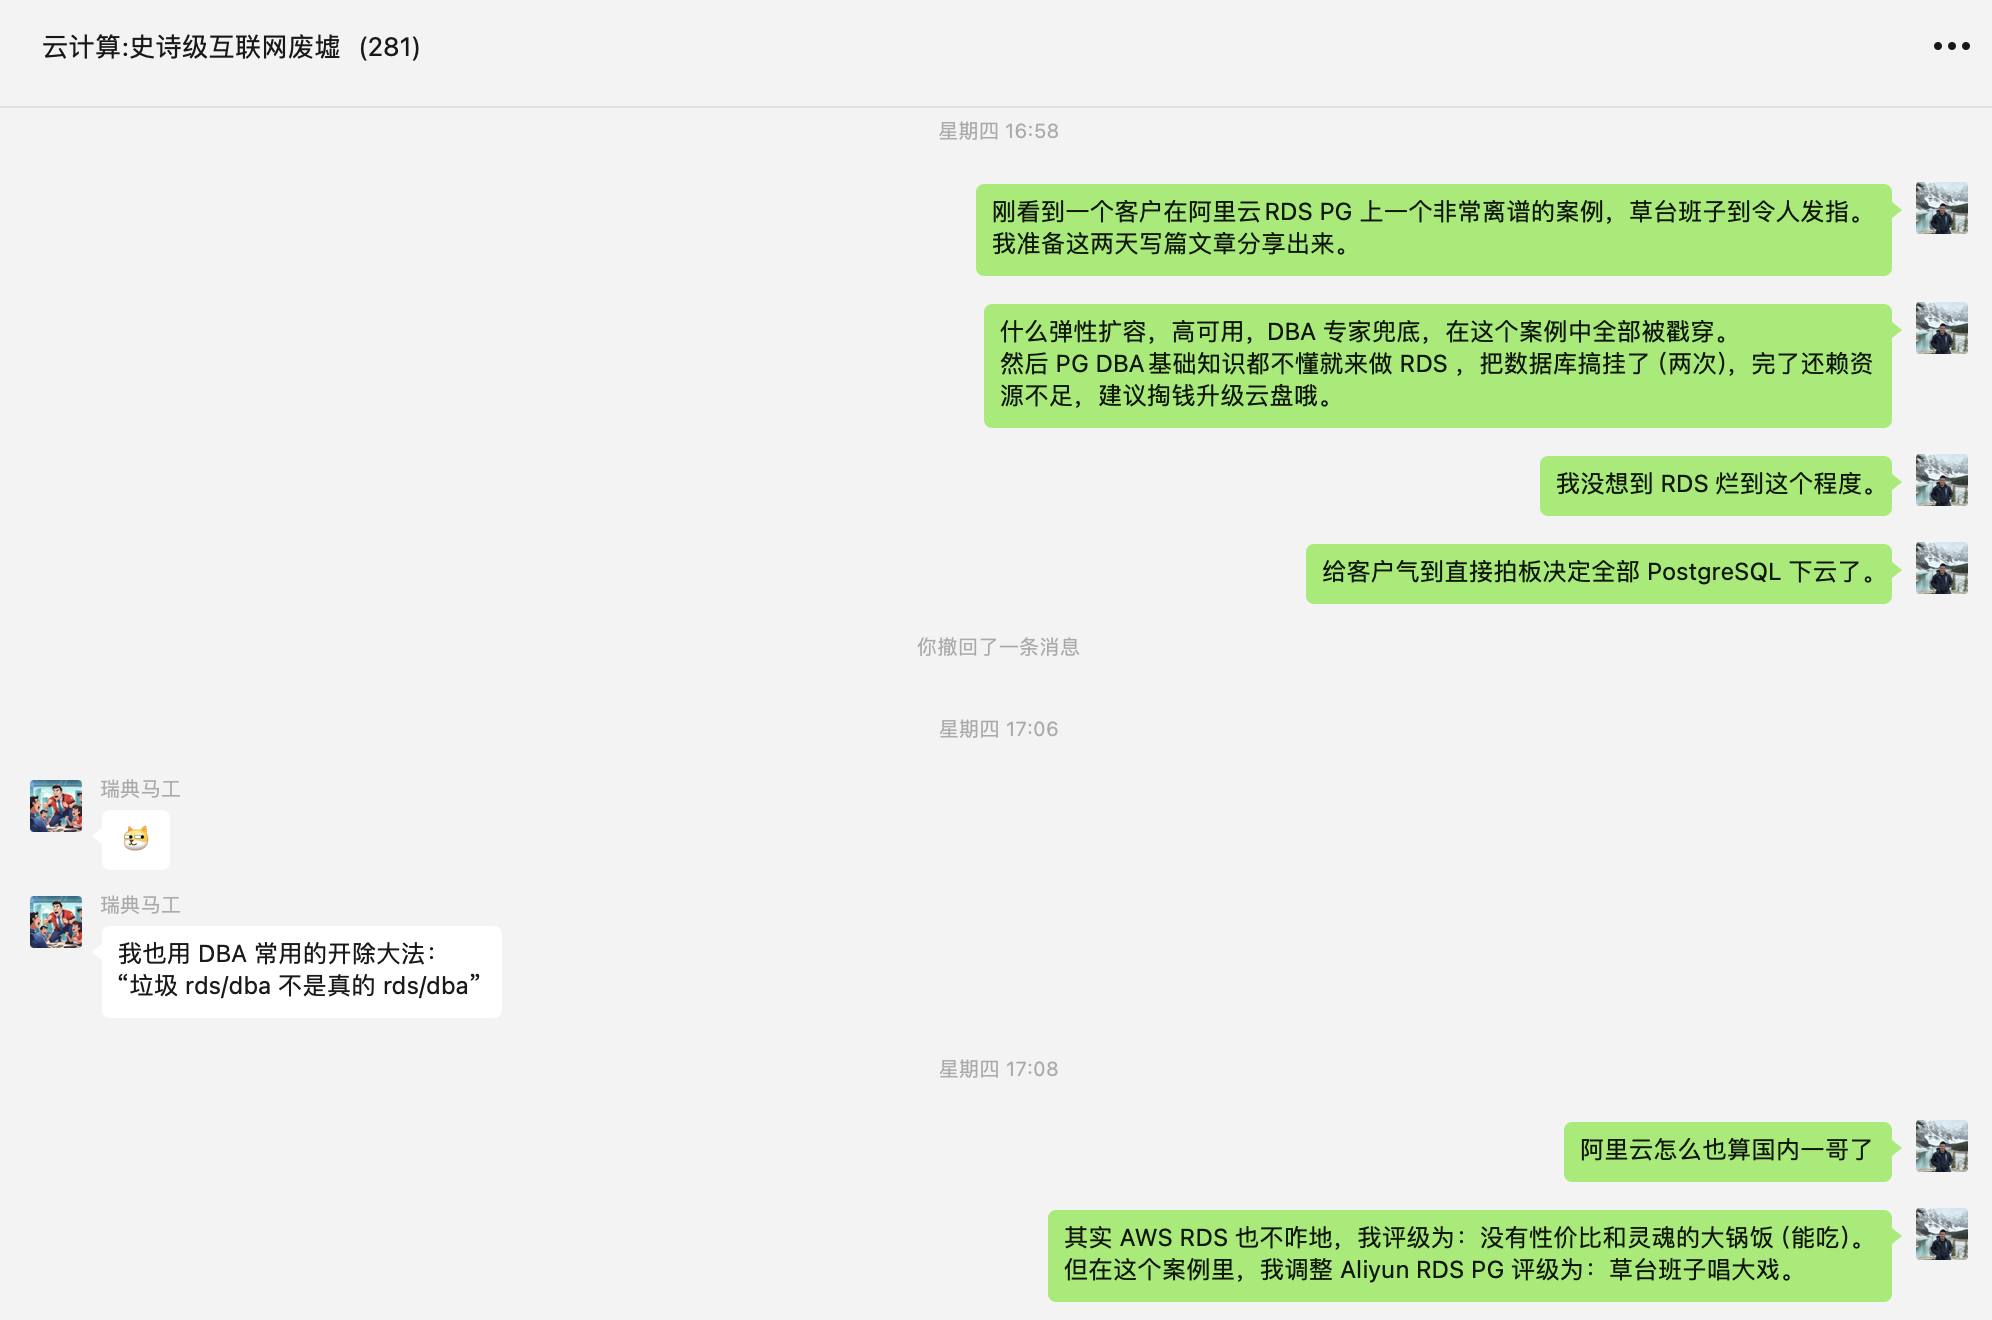 云计算:史诗级互联网废墟 (281)
星期四 16:58
刚看到一个客户在阿里云RDS PG 上一个非常离谱的案例，草台班子到令人发指。
我准备这两天写篇文章分享出来。
什么弹性扩容，高可用，DBA 专家兜底，在这个案例中全部被戳穿。
然后 PG DBA基础知识都不懂就来做 RDS ，把数据库搞挂了（两次），完了还赖资
源不足，建议掏钱升级云盘哦。
我没想到 RDS 烂到这个程度。
给客户气到直接拍板决定全部 PostgreSQL 下云了。
你撤回了一条消息
星期四 17:06
瑞典马工
瑞典马工
我也用 DBA 常用的开除大法：
“垃圾 rds/dba 不是真的 rds/dba”
星期四 17:08
阿里云怎么也算国内一哥了
其实 AWS RDS 也不咋地，我评级为：没有性价比和灵魂的大锅饭（能吃）。
但在这个案例里，我调整 Aliyun RDS PG 评级为：草台班子唱大戏。